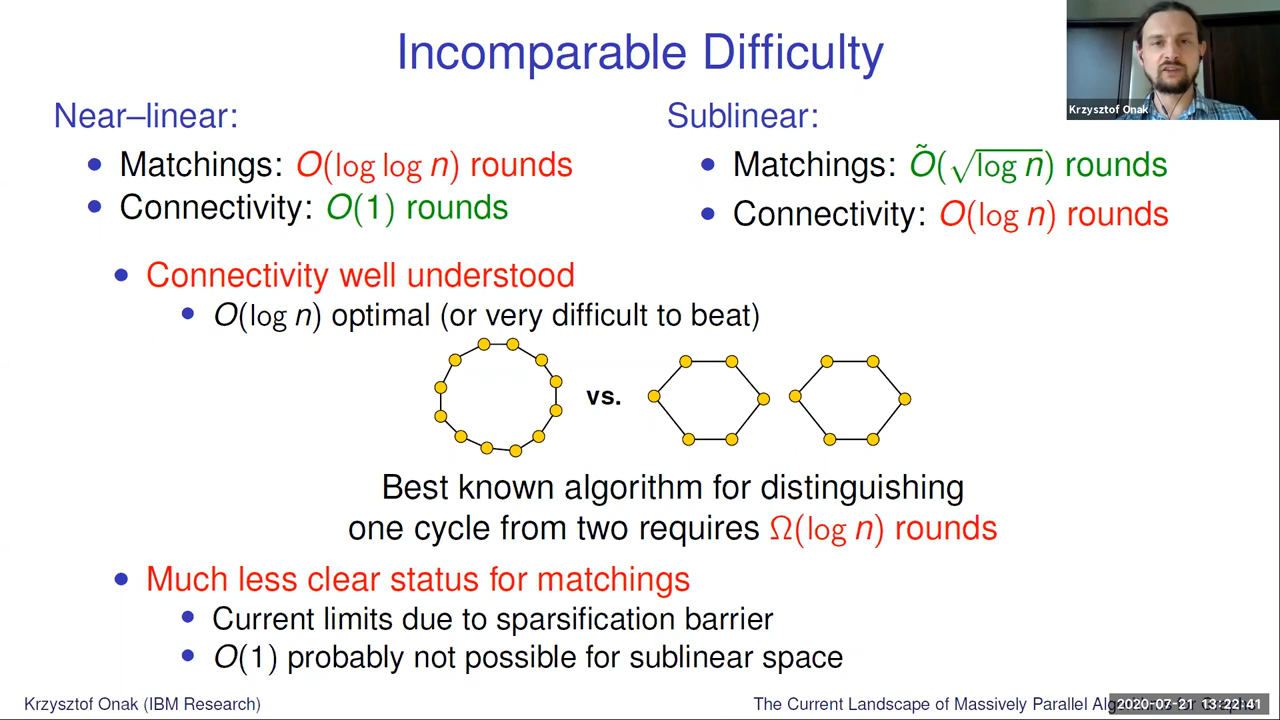 Incomparable Difficulty
Krzysztof Onak
Near–linear:
• Matchings: O(log log n) rounds
• Connectivity: O(1) rounds
Sublinear:
• Matchings: Õ(√log n) rounds
• Connectivity: O(log n) rounds
• Connectivity well understood
• O(log n) optimal (or very difficult to beat)
vs.
Best known algorithm for distinguishing
one cycle from two requires Ω(log n) rounds
• Much less clear status for matchings
• Current limits due to sparsification barrier
• O(1) probably not possible for sublinear space
Krzysztof Onak (IBM Research)
The Current Landscape of Massively Parallel
2020-07-21 13:22:41